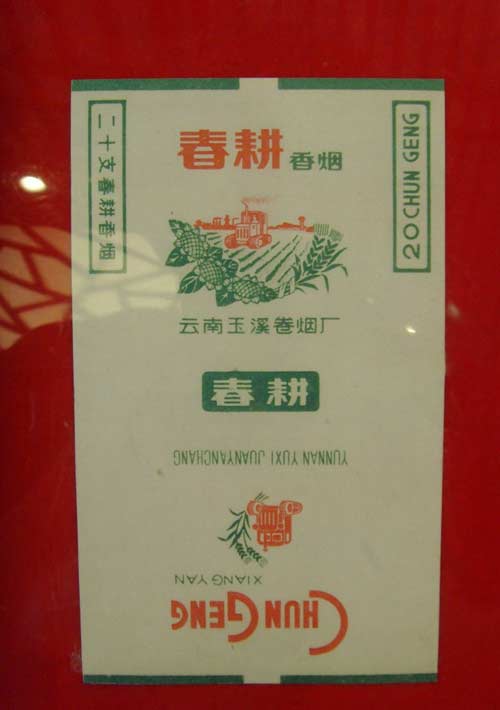 春耕 香烟
二十支春耕香烟
20 CHUN GENG
云南玉溪卷烟厂
春耕
YUNNAN YUXI JUANYANCHANG
XIANG YAN
CHUN GENG